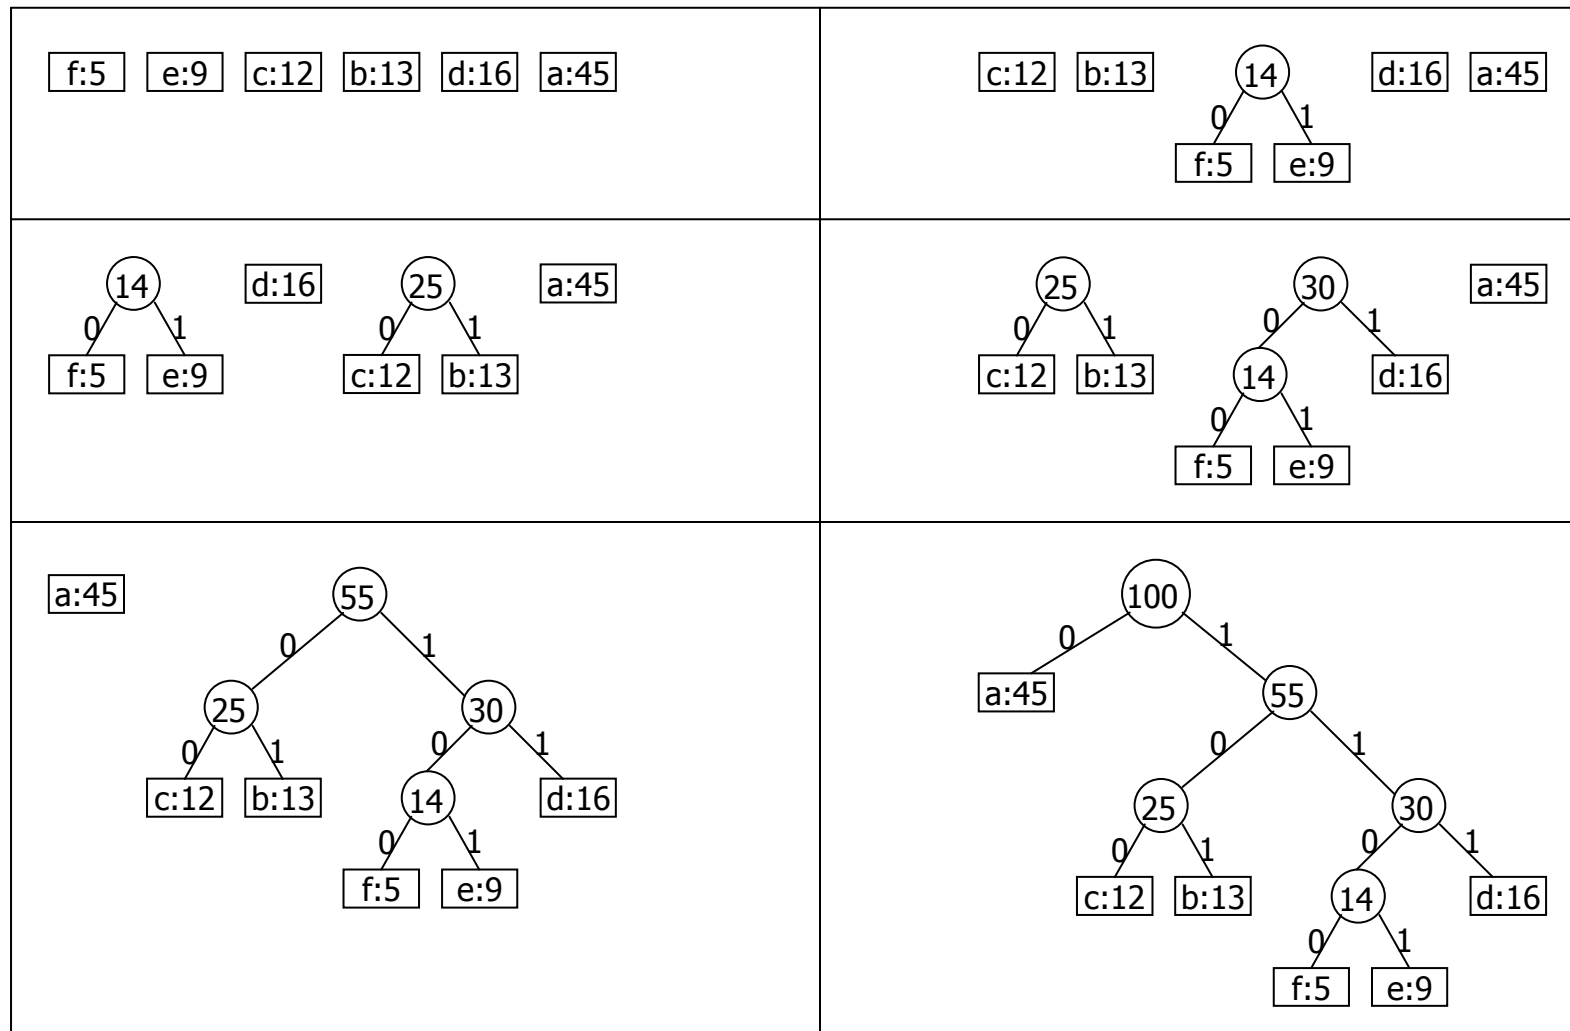 f:5 e:9 c:12 b:13 d:16 a:45
c:12 b:13 14 d:16 a:45
0 1
f:5 e:9
14 d:16 25 a:45
0 1 0 1
f:5 e:9 c:12 b:13
25 30 a:45
0 1 0 1
c:12 b:13 14 d:16
0 1
f:5 e:9
a:45 55
0 1
25 30
0 1 0 1
c:12 b:13 14 d:16
0 1
f:5 e:9
100
0 1
a:45 55
0 1
25 30
0 1 0 1
c:12 b:13 14 d:16
0 1
f:5 e:9